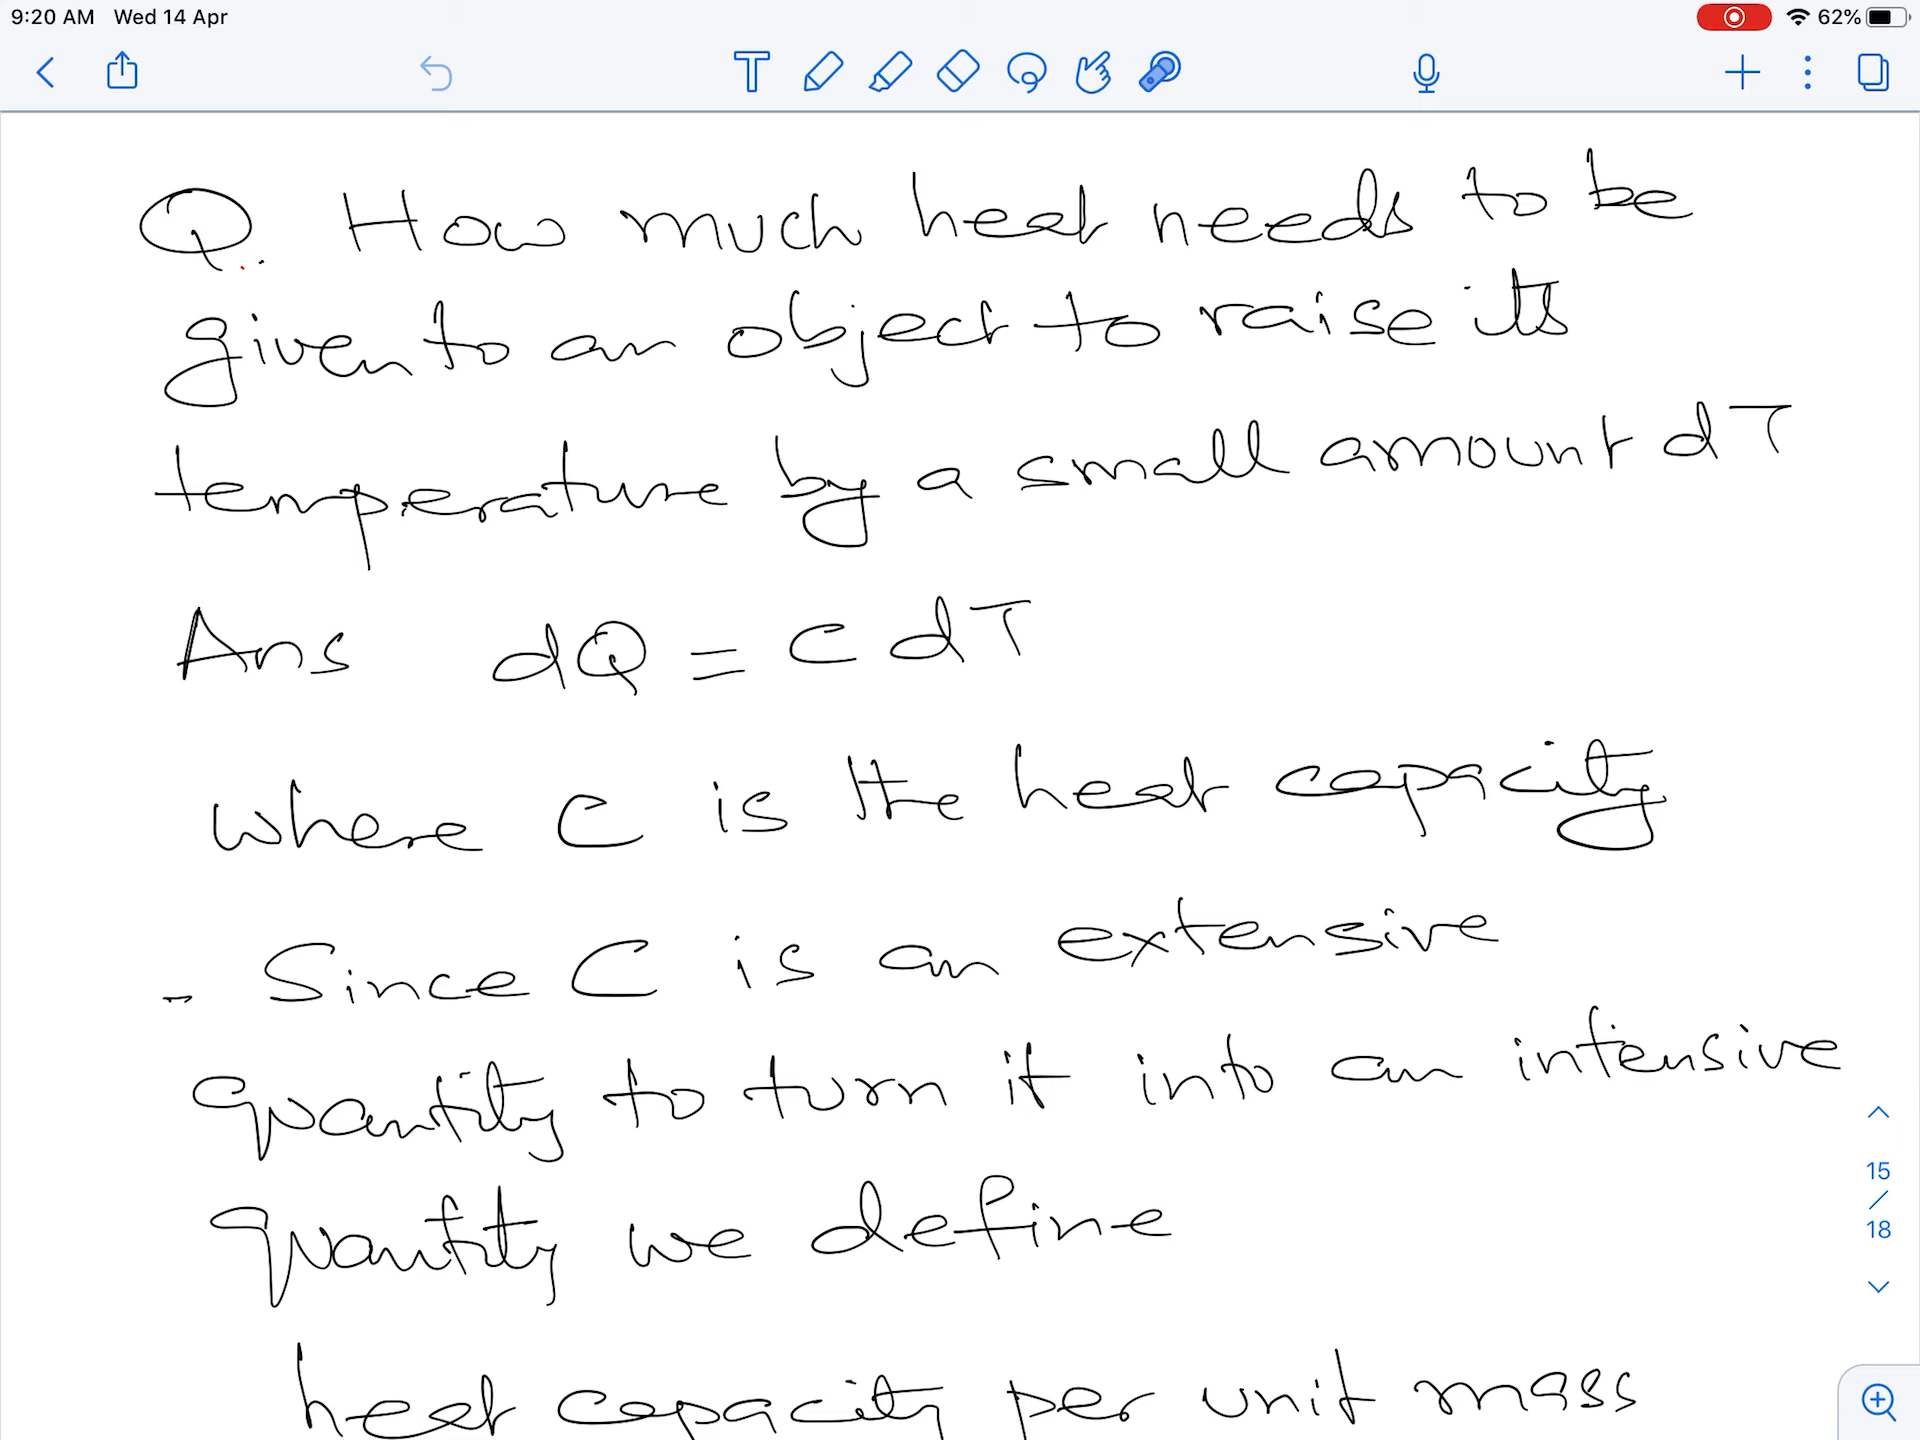 9:20 AM Wed 14 Apr 62%
T
Q. How much heat needs to be
given to an object to raise its
temperature by a small amount dT
Ans dQ = C dT
where C is the heat capacity
- Since C is an extensive
quantity to turn it into an intensive
quantity we define
heat capacity per unit mass
15
/
18